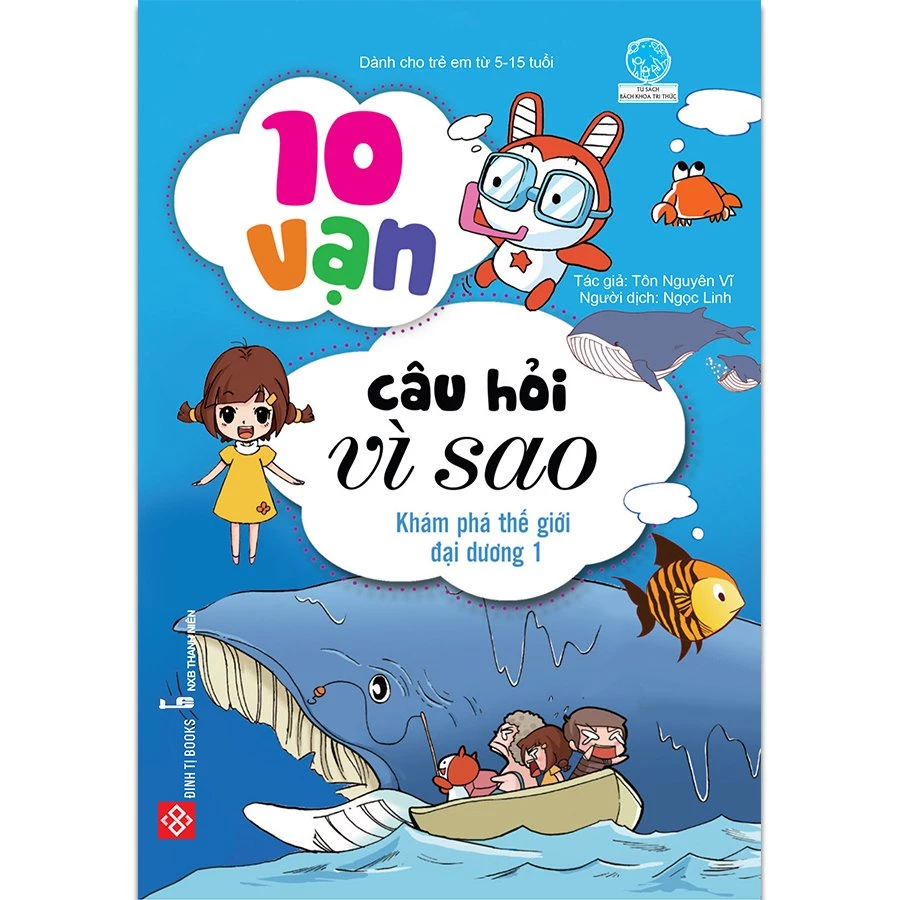 Dành cho trẻ em từ 5-15 tuổi
TỦ SÁCH
BÁCH KHOA TRI THỨC
10
vạn
Tác giả: Tôn Nguyên Vĩ
Người dịch: Ngọc Linh
câu hỏi
vì sao
Khám phá thế giới
đại dương 1
ĐINH TỊ BOOKS
NXB THANH NIÊN